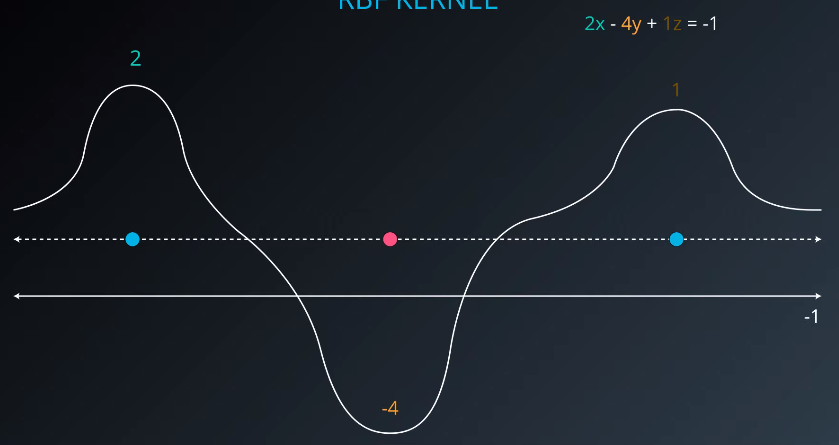 RBF KERNEL
2x - 4y + 1z = -1
2
1
-1
-4